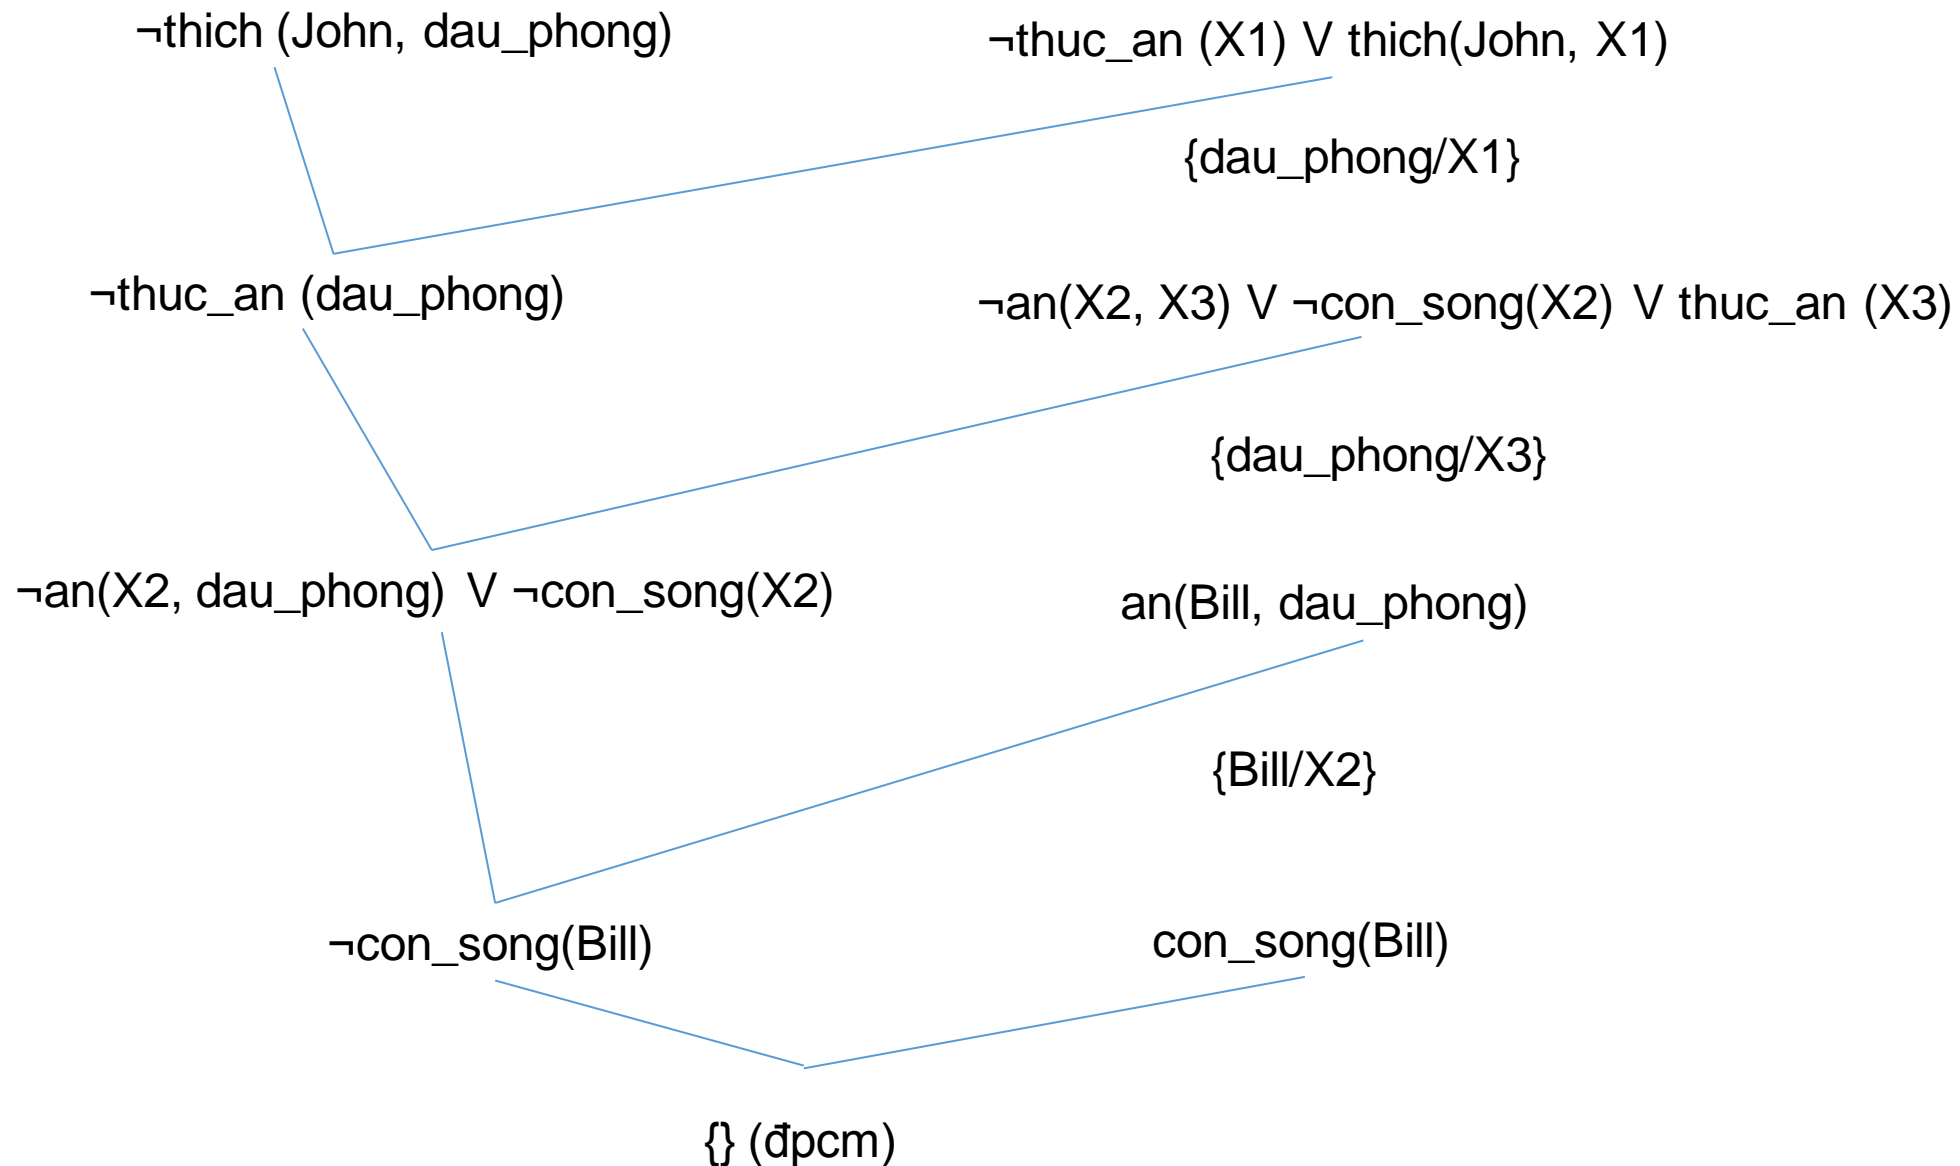 ¬thich (John, dau_phong)
¬thuc_an (X1) V thich(John, X1)
{dau_phong/X1}
¬thuc_an (dau_phong)
¬an(X2, X3) V ¬con_song(X2) V thuc_an (X3)
{dau_phong/X3}
¬an(X2, dau_phong) V ¬con_song(X2)
an(Bill, dau_phong)
{Bill/X2}
¬con_song(Bill)
con_song(Bill)
{} (đpcm)